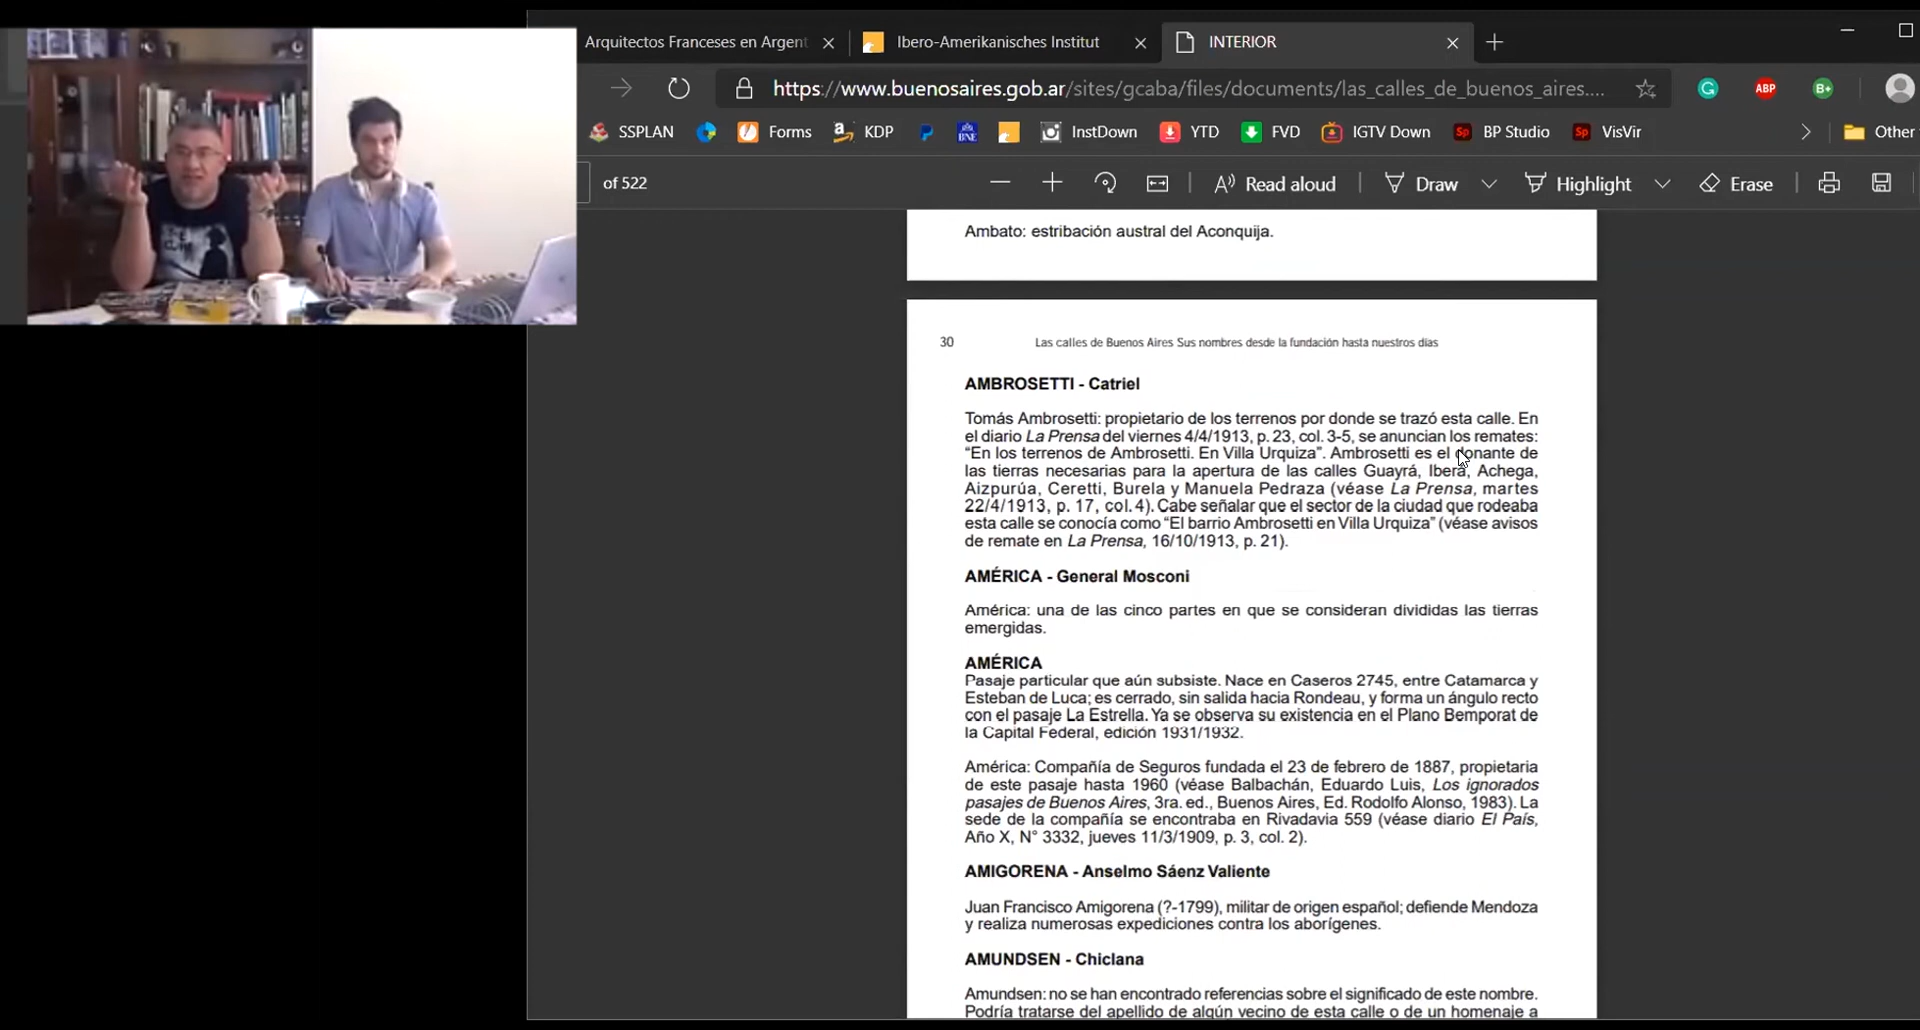 Arquitectos Franceses en Argent
Ibero-Amerikanisches Institut
INTERIOR
https://www.buenosaires.gob.ar/sites/gcaba/files/documents/las_calles_de_buenos_aires....
ABP
B+
SSPLAN
Forms
KDP
BNE
InstDown
YTD
FVD
IGTV Down
Sp
BP Studio
Sp
VisVir
Other
of 522
Read aloud
Draw
Highlight
Erase
Ambato: estribación austral del Aconquija.
30
Las calles de Buenos Aires Sus nombres desde la fundación hasta nuestros días
AMBROSETTI - Catriel
Tomás Ambrosetti: propietario de los terrenos por donde se trazó esta calle. En
el diario La Prensa del viernes 4/4/1913, p. 23, col. 3-5, se anuncian los remates:
“En los terrenos de Ambrosetti. En Villa Urquiza”. Ambrosetti es el donante de
las tierras necesarias para la apertura de las calles Guayrá, Iberá, Achega,
Aizpurúa, Ceretti, Burela y Manuela Pedraza (véase La Prensa, martes
22/4/1913, p. 17, col. 4). Cabe señalar que el sector de la ciudad que rodeaba
esta calle se conocía como “El barrio Ambrosetti en Villa Urquiza” (véase avisos
de remate en La Prensa, 16/10/1913, p. 21).
AMÉRICA - General Mosconi
América: una de las cinco partes en que se consideran divididas las tierras
emergidas.
AMÉRICA
Pasaje particular que aún subsiste. Nace en Caseros 2745, entre Catamarca y
Esteban de Luca; es cerrado, sin salida hacia Rondeau, y forma un ángulo recto
con el pasaje La Estrella. Ya se observa su existencia en el Plano Bemporat de
la Capital Federal, edición 1931/1932.
América: Compañía de Seguros fundada el 23 de febrero de 1887, propietaria
de este pasaje hasta 1960 (véase Balbachán, Eduardo Luis, Los ignorados
pasajes de Buenos Aires, 3ra. ed., Buenos Aires, Ed. Rodolfo Alonso, 1983). La
sede de la compañía se encontraba en Rivadavia 559 (véase diario El País,
Año X, N° 3332, jueves 11/3/1909, p. 3, col. 2).
AMIGORENA - Anselmo Sáenz Valiente
Juan Francisco Amigorena (?-1799), militar de origen español; defiende Mendoza
y realiza numerosas expediciones contra los aborígenes.
AMUNDSEN - Chiclana
Amundsen: no se han encontrado referencias sobre el significado de este nombre.
Podría tratarse del apellido de algún vecino de esta calle o de un homenaje a